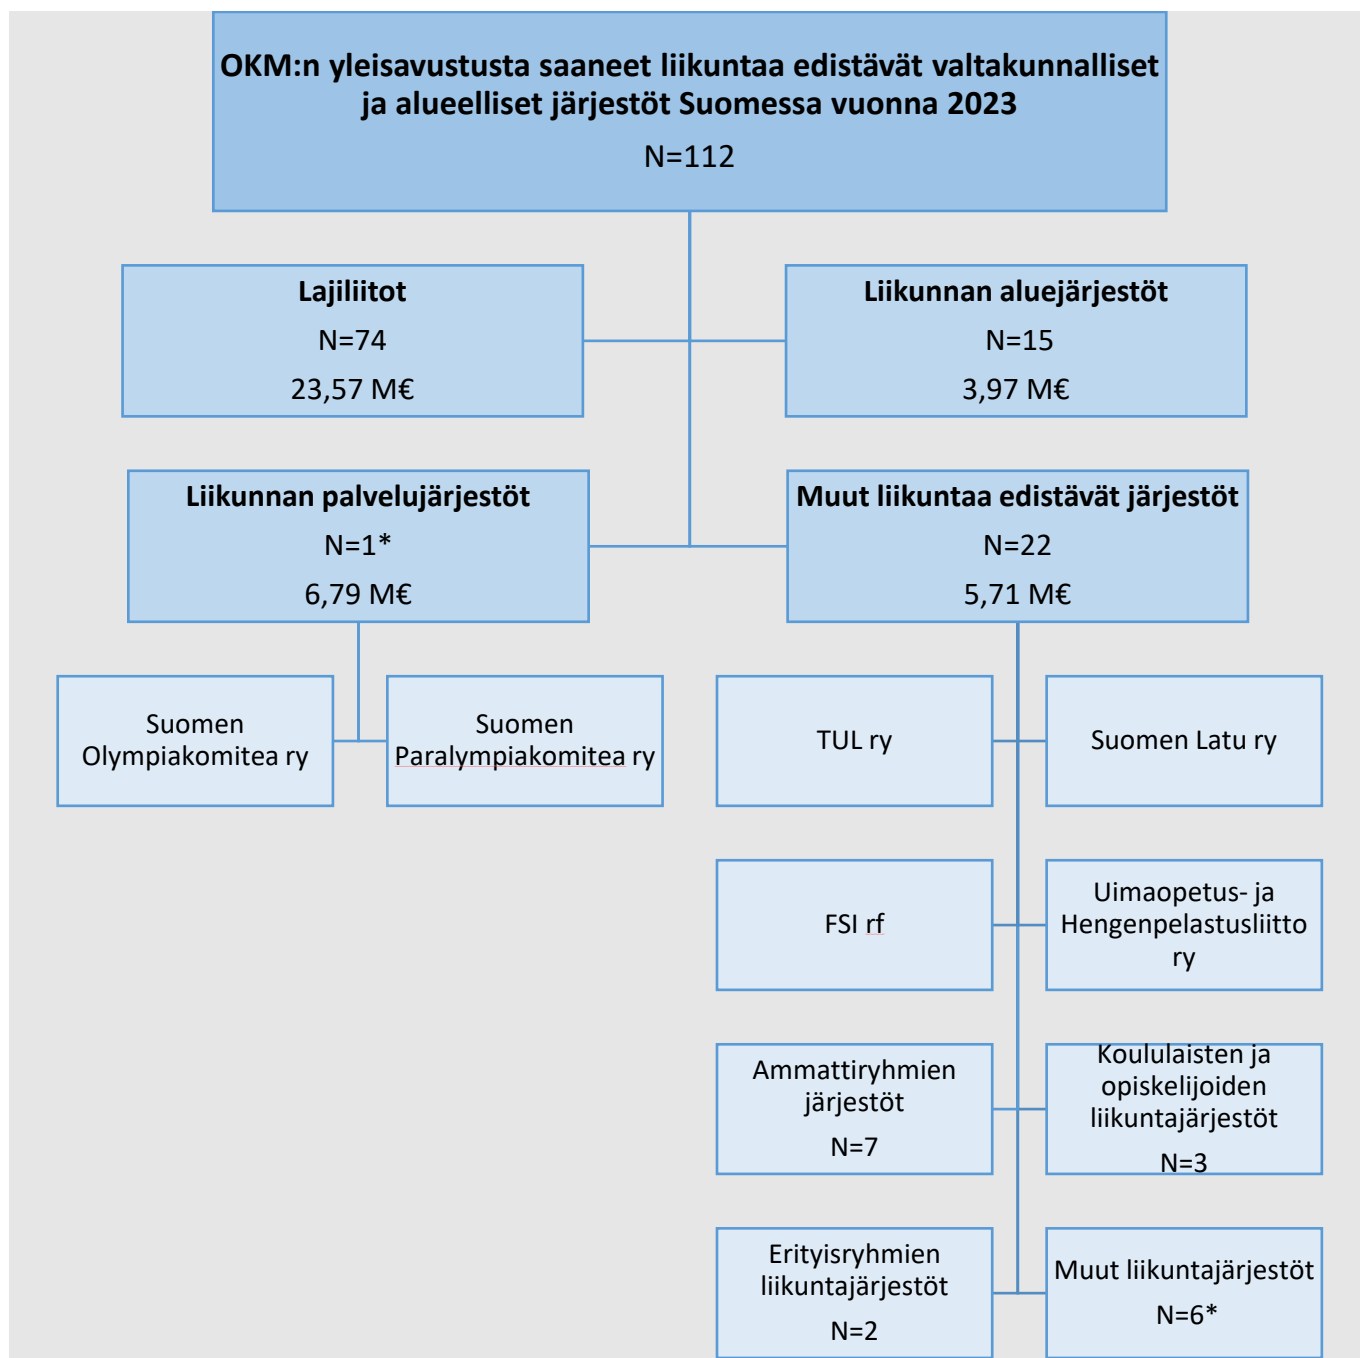 OKM:n yleisavustusta saaneet liikuntaa edistävät valtakunnalliset
ja alueelliset järjestöt Suomessa vuonna 2023
N=112
Lajiliitot
N=74
23,57 M€
Liikunnan aluejärjestöt
N=15
3,97 M€
Liikunnan palvelujärjestöt
N=1*
6,79 M€
Muut liikuntaa edistävät järjestöt
N=22
5,71 M€
Suomen
Olympiakomitea ry
Suomen
Paralympiakomitea ry
TUL ry
Suomen Latu ry
FSI rf
Uimaopetus- ja
Hengenpelastusliitto
ry
Ammattiryhmien
järjestöt
N=7
Koululaisten ja
opiskelijoiden
liikuntajärjestöt
N=3
Erityisryhmien
liikuntajärjestöt
N=2
Muut liikuntajärjestöt
N=6*